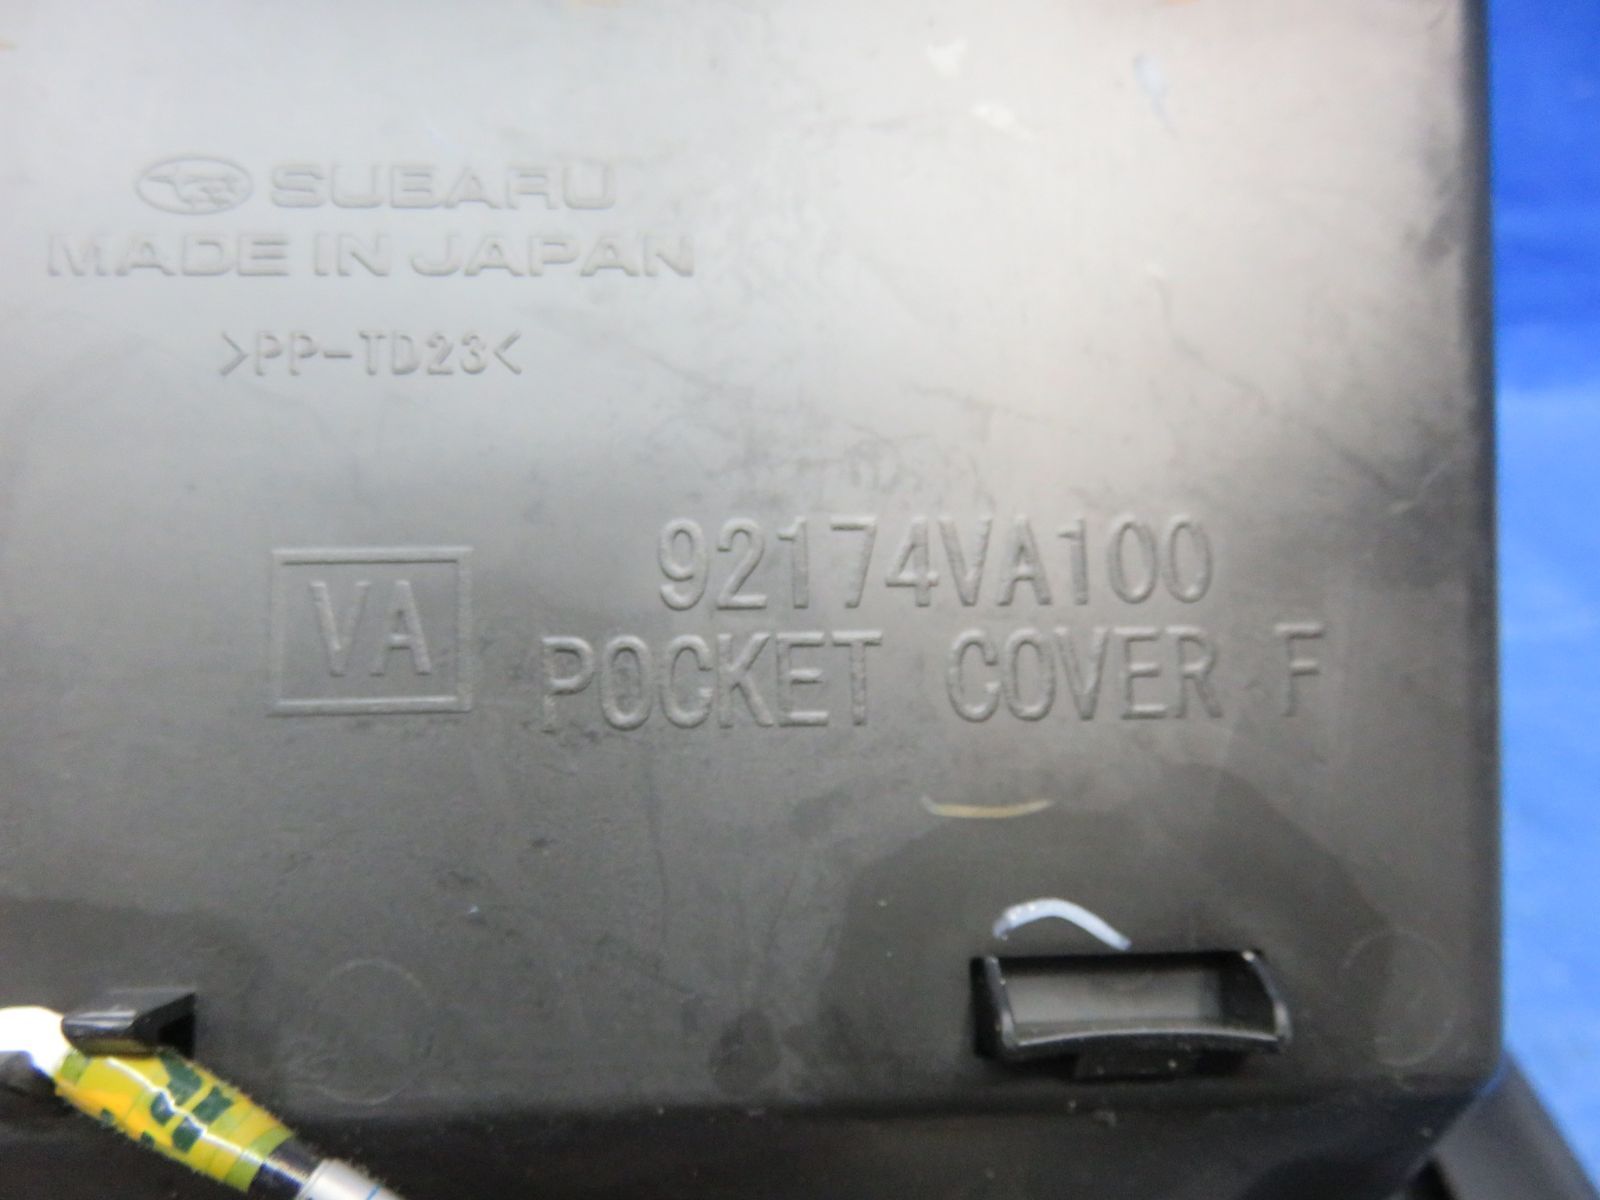 SUBARU
MADE IN JAPAN
>PP-TD23<
VA
92174VA100
POCKET COVER F